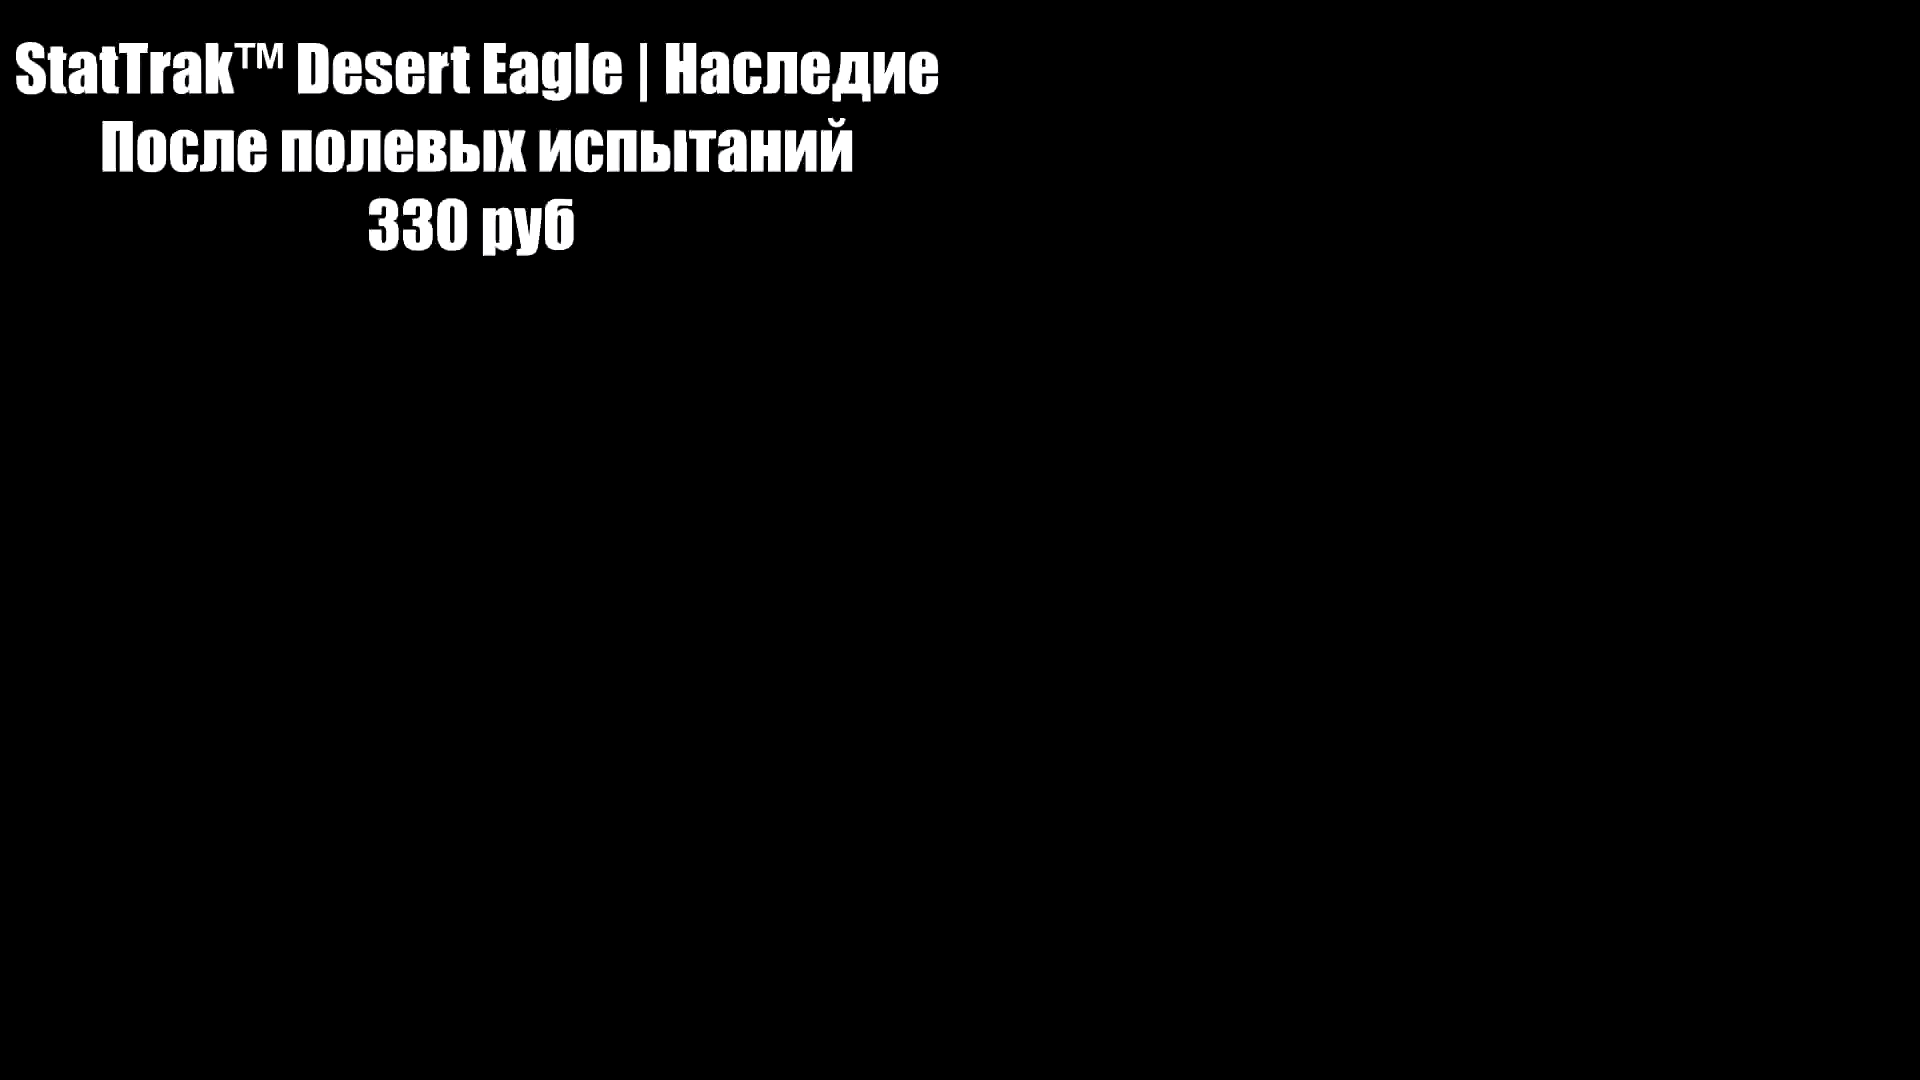 StatTrak™ Desert Eagle | Наследие
После полевых испытаний
330 руб